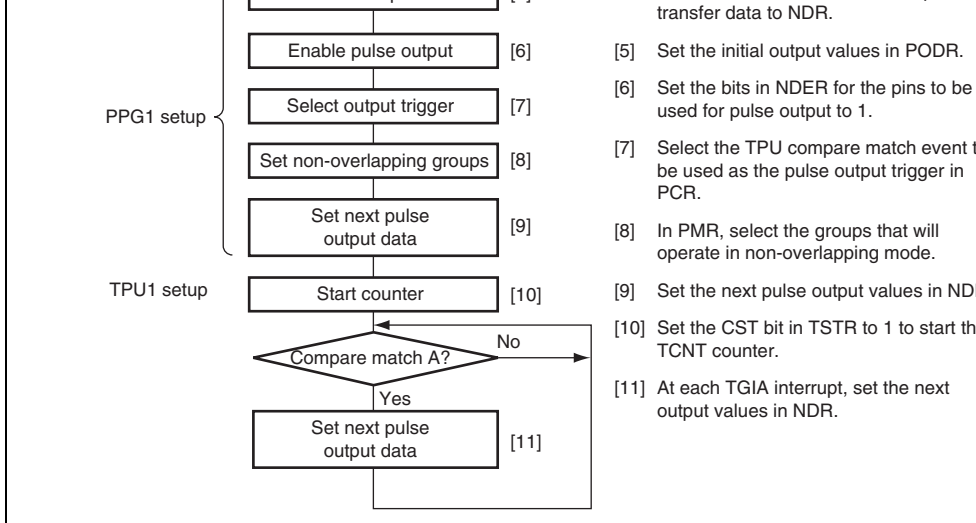 transfer data to NDR.
Enable pulse output [6]
[5] Set the initial output values in PODR.
[6] Set the bits in NDER for the pins to be
used for pulse output to 1.
PPG1 setup
Select output trigger [7]
[7] Select the TPU compare match event
be used as the pulse output trigger in
PCR.
Set non-overlapping groups [8]
Set next pulse
output data
[9]
[8] In PMR, select the groups that will
operate in non-overlapping mode.
TPU1 setup
Start counter [10]
[9] Set the next pulse output values in
[10] Set the CST bit in TSTR to 1 to start
TCNT counter.
No
Compare match A?
Yes
[11] At each TGIA interrupt, set the next
output values in NDR.
Set next pulse
output data
[11]